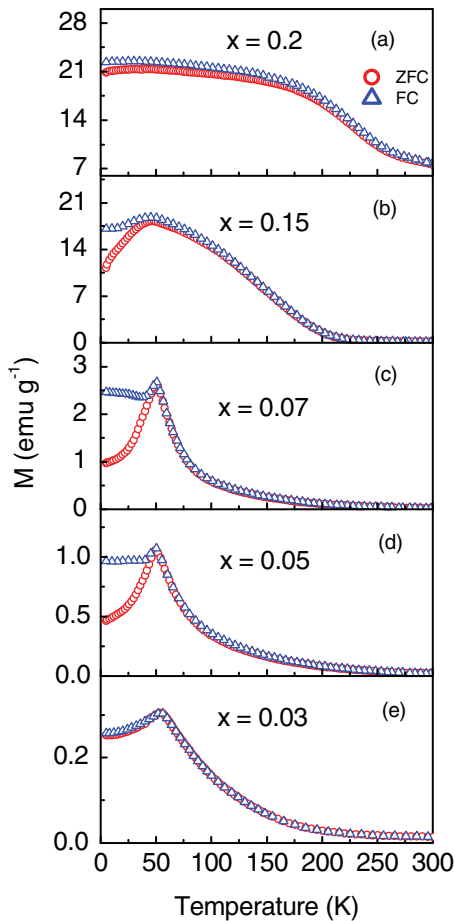 28
x = 0.2
(a)
21
ZFC
FC
14
7
21
(b)
14
x = 0.15
7
0
3
(c)
2
x = 0.07
1
0
M (emu g⁻¹)
1.0
(d)
x = 0.05
0.5
0.0
x = 0.03
(e)
0.2
0.0
0 50 100 150 200 250 300
Temperature (K)